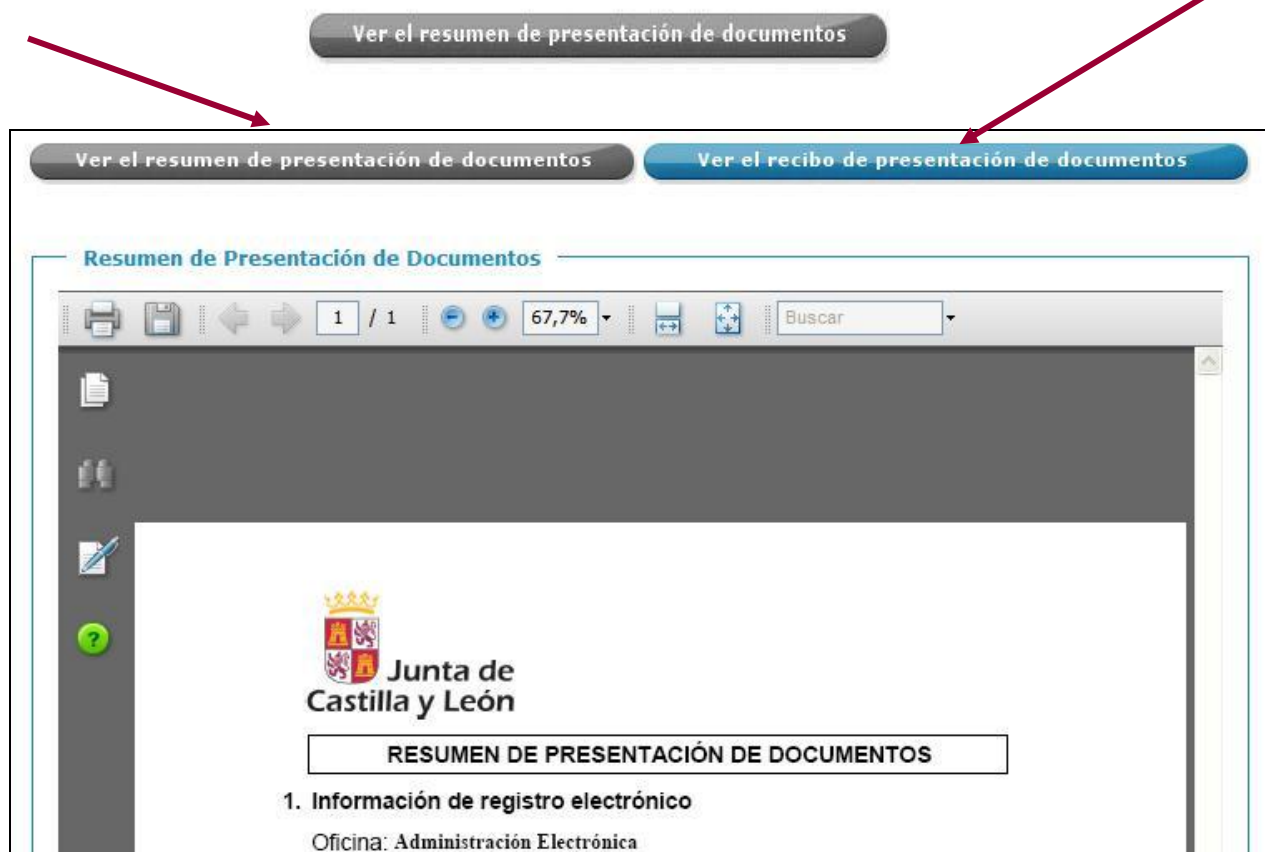 Ver el resumen de presentación de documentos
Ver el resumen de presentación de documentos Ver el recibo de presentación de documentos
Resumen de Presentación de Documentos
1 / 1 67,7% Buscar
?
Junta de
Castilla y León
RESUMEN DE PRESENTACIÓN DE DOCUMENTOS
1. Información de registro electrónico
Oficina: Administración Electrónica